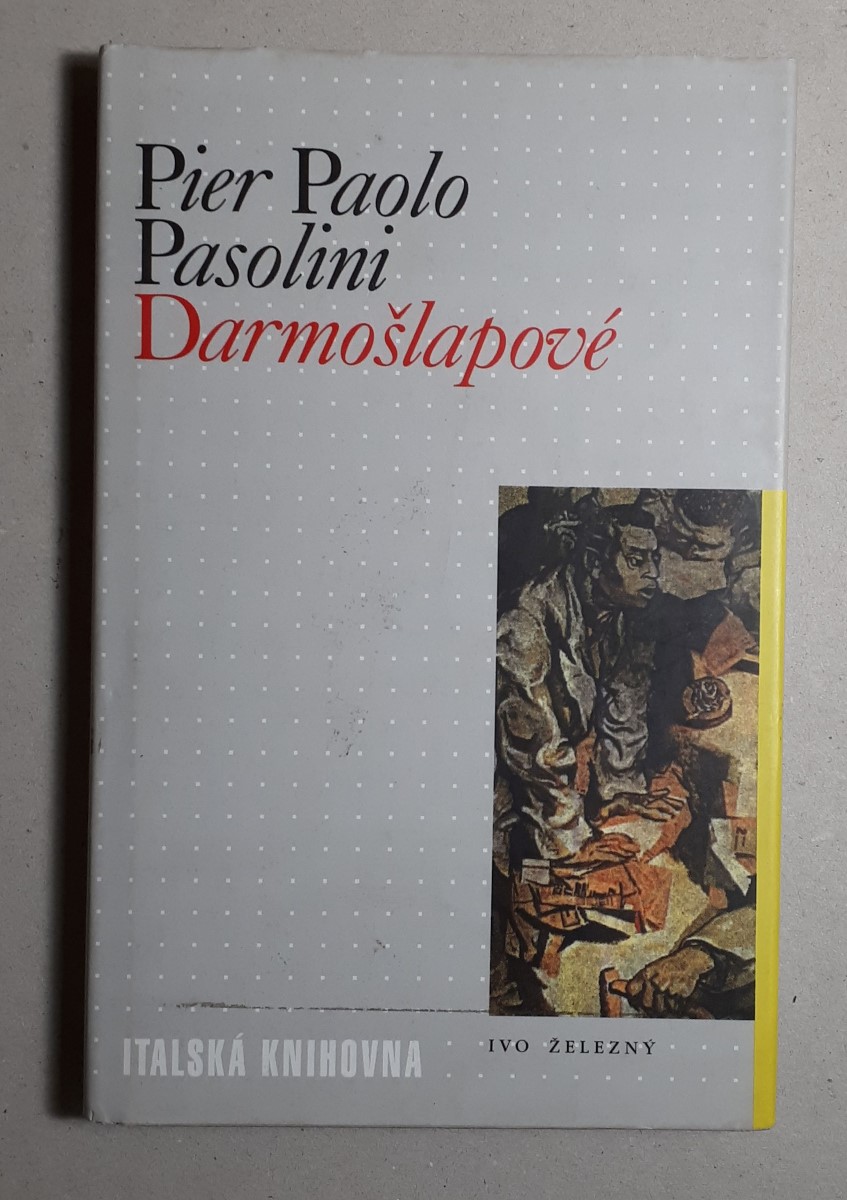 Pier Paolo
Pasolini
Darmošlapové
ITALSKÁ KNIHOVNA
IVO ŽELEZNÝ